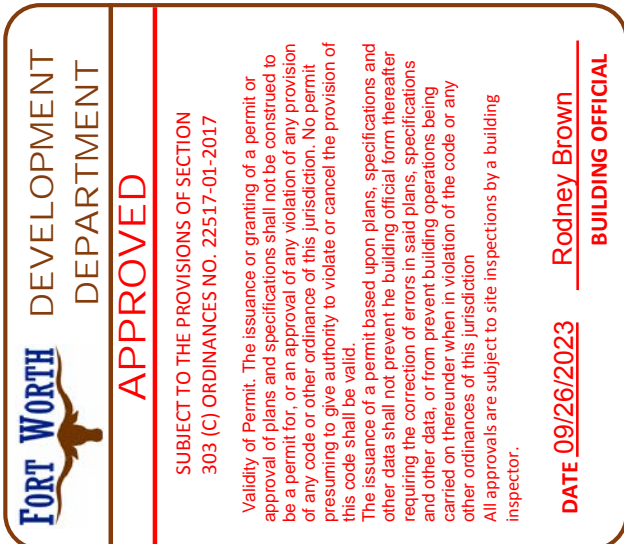 FORT WORTH
DEVELOPMENT
DEPARTMENT
APPROVED
SUBJECT TO THE PROVISIONS OF SECTION
303 (C) ORDINANCES NO. 22517-01-2017
Validity of Permit. The issuance or granting of a permit or
approval of plans and specifications shall not be construed to
be a permit for, or an approval of any violation of any provision
of any code or other ordinance of this jurisdiction. No permit
presuming to give authority to violate or cancel the provision of
this code shall be valid.
The issuance of a permit based upon plans, specifications and
other data shall not prevent he building official form thereafter
requiring the correction of errors in said plans, specifications
and other data, or from prevent building operations being
carried on thereunder when in violation of the code or any
other ordinances of this jurisdiction
All approvals are subject to site inspections by a building
inspector.
DATE 09/26/2023 Rodney Brown
BUILDING OFFICIAL